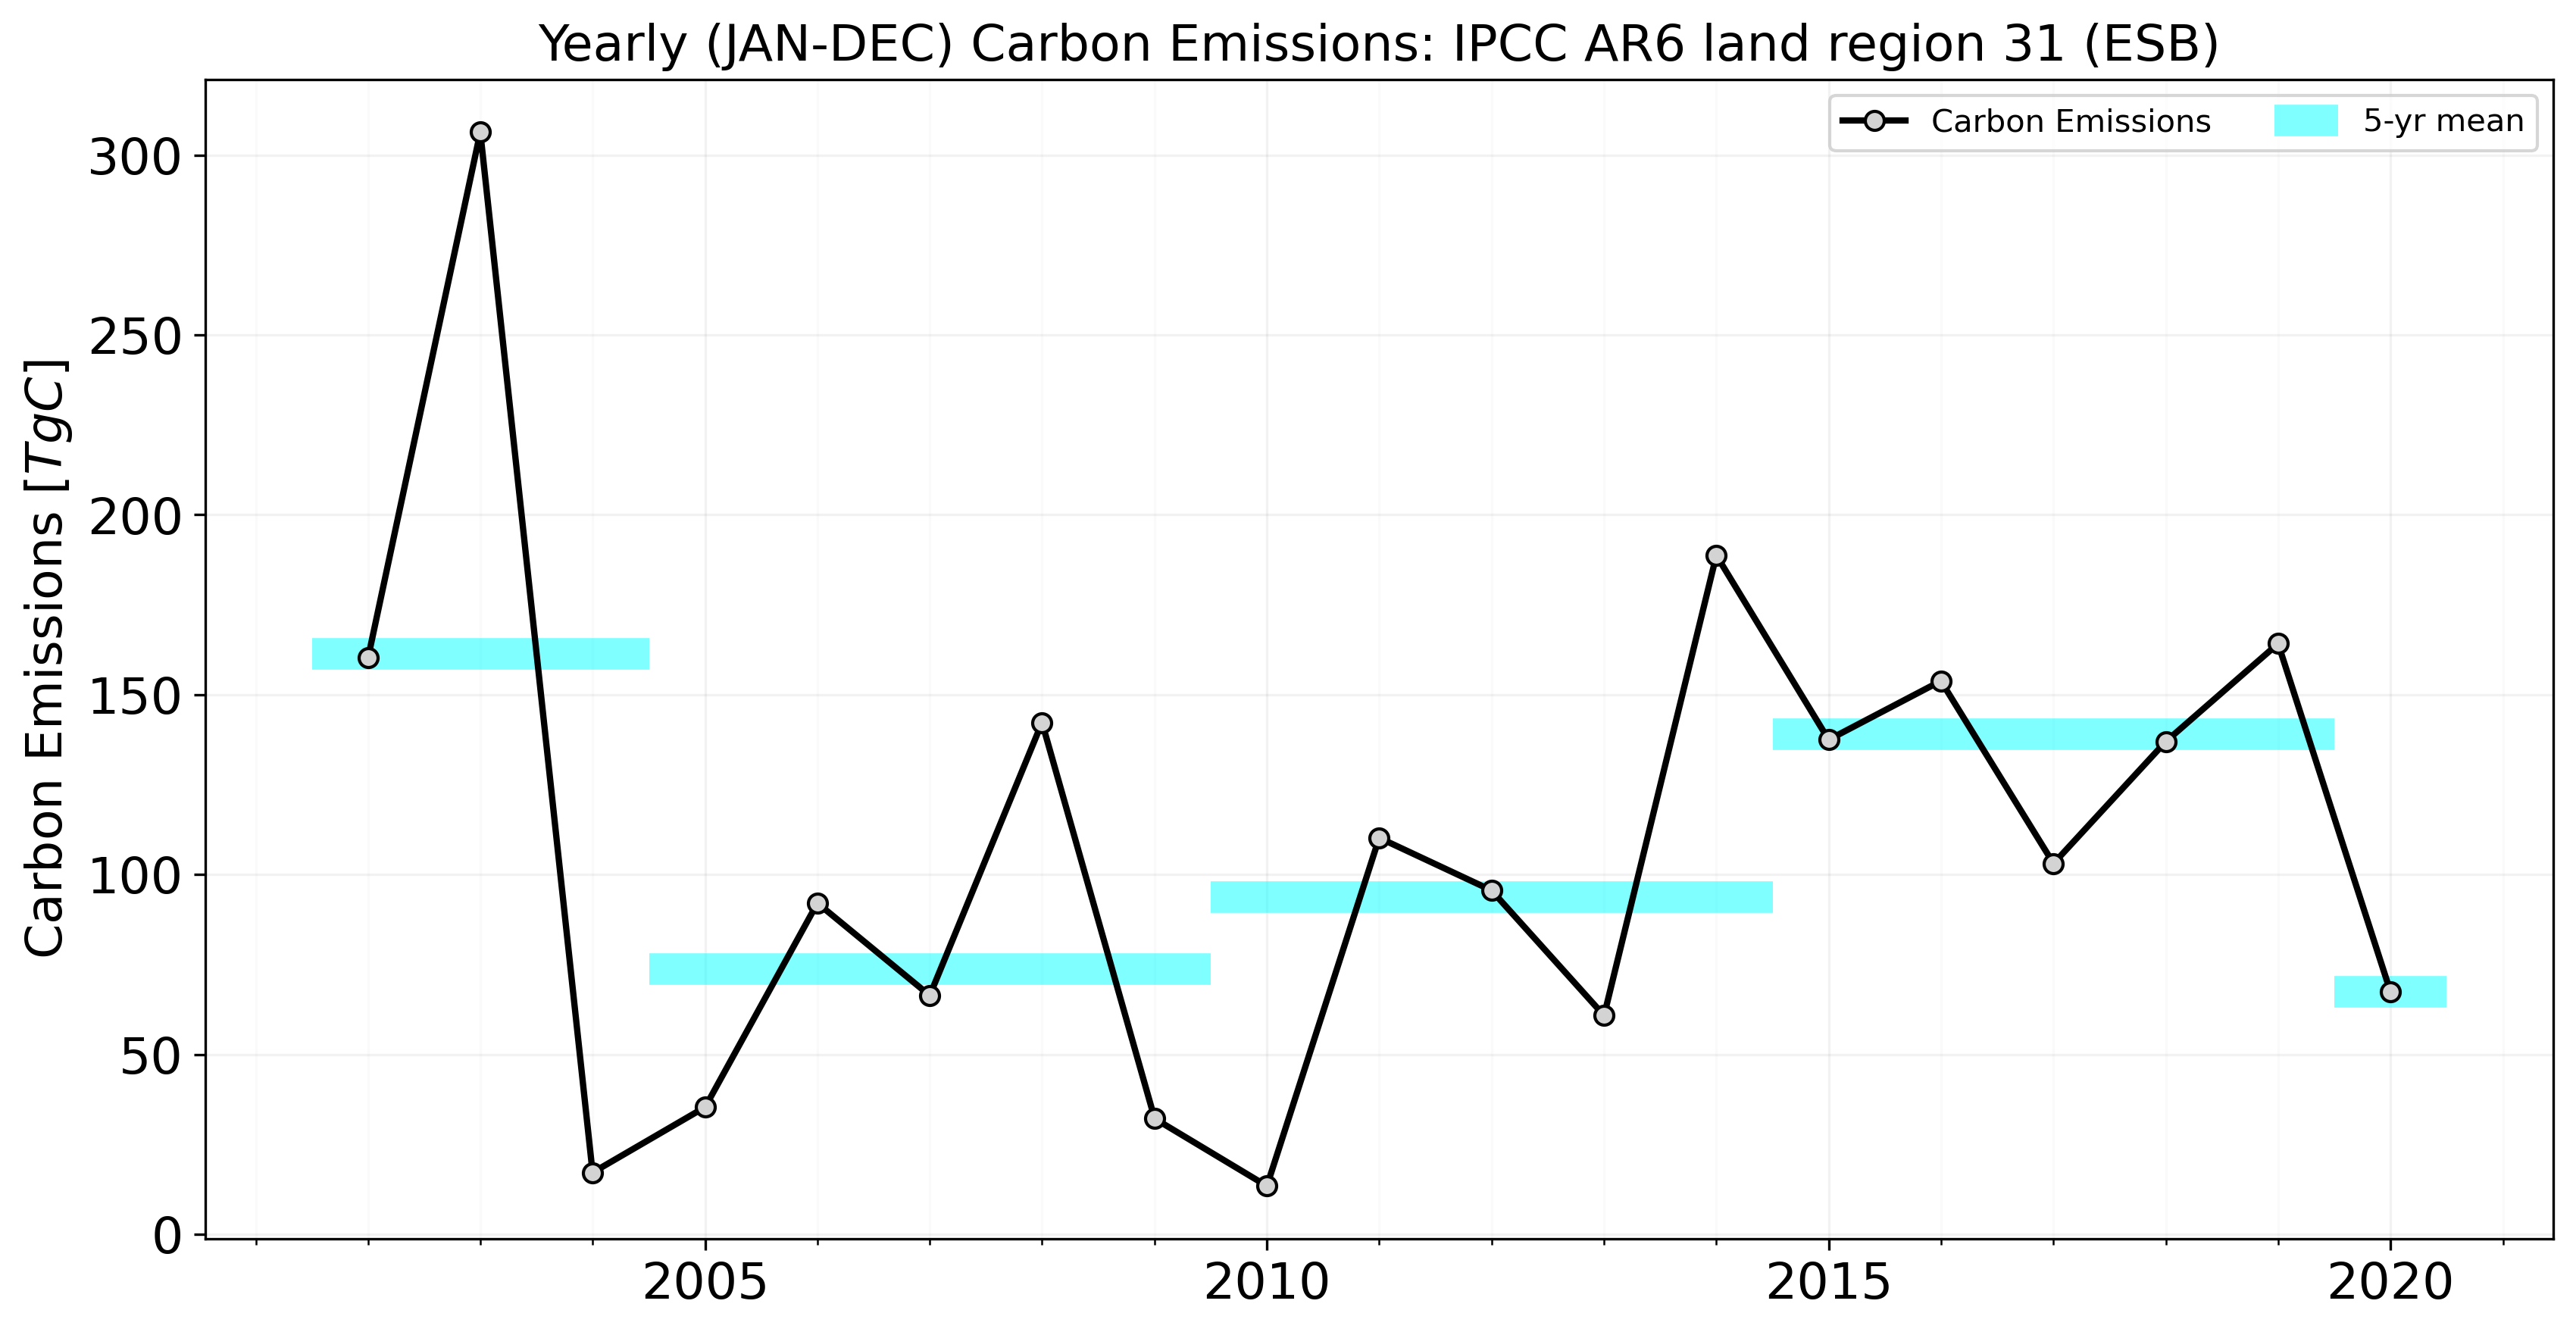 Yearly (JAN-DEC) Carbon Emissions: IPCC AR6 land region 31 (ESB)
Carbon Emissions
5-yr mean
Carbon Emissions [TgC]
300
250
200
150
100
50
0
2005
2010
2015
2020